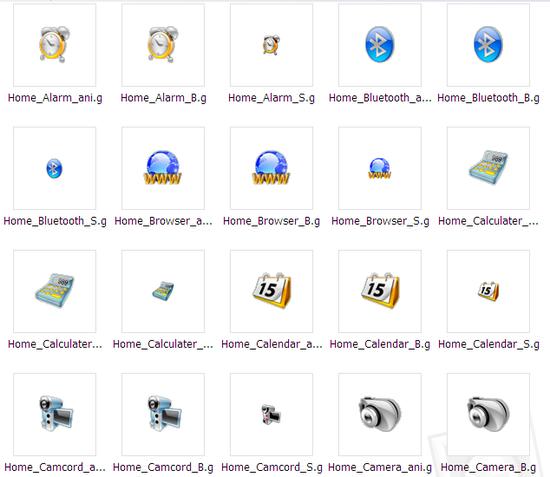 Home_Alarm_ani.g
Home_Alarm_B.g
Home_Alarm_S.g
Home_Bluetooth_a...
Home_Bluetooth_B.g
WWW
WWW
WWW
Home_Bluetooth_S.g
Home_Browser_a...
Home_Browser_B.g
Home_Browser_S.g
Home_Calculater_...
15
15
15
Home_Calculater...
Home_Calculater_...
Home_Calendar_a...
Home_Calendar_B.g
Home_Calendar_S.g
Home_Camcord_a...
Home_Camcord_B.g
Home_Camcord_S.g
Home_Camera_ani.g
Home_Camera_B.g